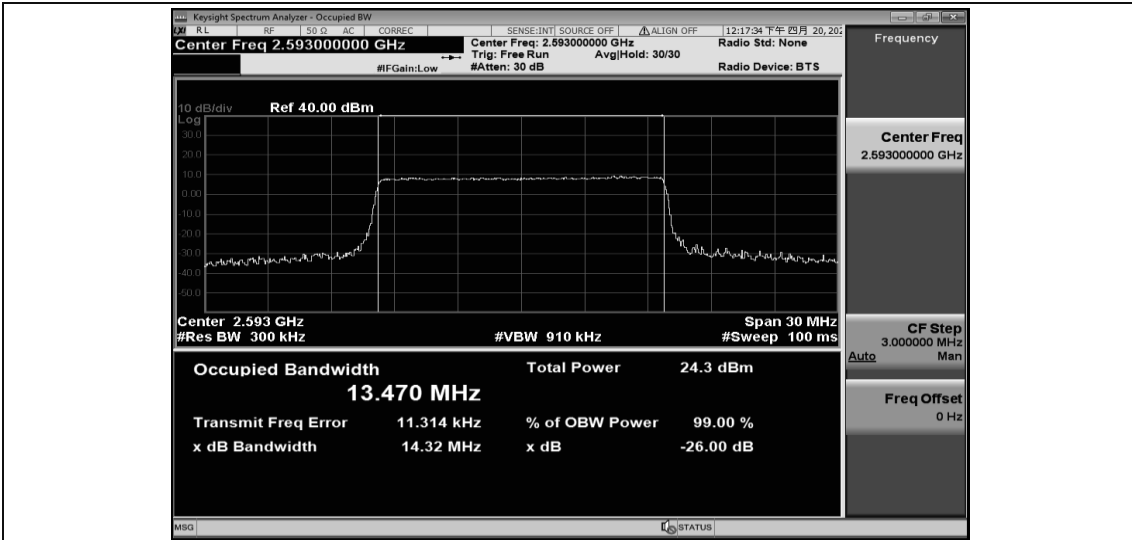 Keysight Spectrum Analyzer - Occupied BW
LXI RL RF 50 Ω AC CORREC SENSE:INT SOURCE OFF ALIGN OFF 12:17:34 下午 四月 20, 202
Center Freq 2.593000000 GHz
Center Freq: 2.593000000 GHz
Radio Std: None
Trig: Free Run Avg|Hold: 30/30
#IFGain:Low
#Atten: 30 dB
Radio Device: BTS
10 dB/div Ref 40.00 dBm
Log
30.0
20.0
10.0
0.00
-10.0
-20.0
-30.0
-40.0
-50.0
Center 2.593 GHz Span 30 MHz
#Res BW 300 kHz #VBW 910 kHz #Sweep 100 ms
Occupied Bandwidth Total Power 24.3 dBm
13.470 MHz
Transmit Freq Error 11.314 kHz % of OBW Power 99.00 %
x dB Bandwidth 14.32 MHz x dB -26.00 dB
MSG STATUS
Frequency
Center Freq
2.593000000 GHz
CF Step
3.000000 MHz
Auto Man
Freq Offset
0 Hz